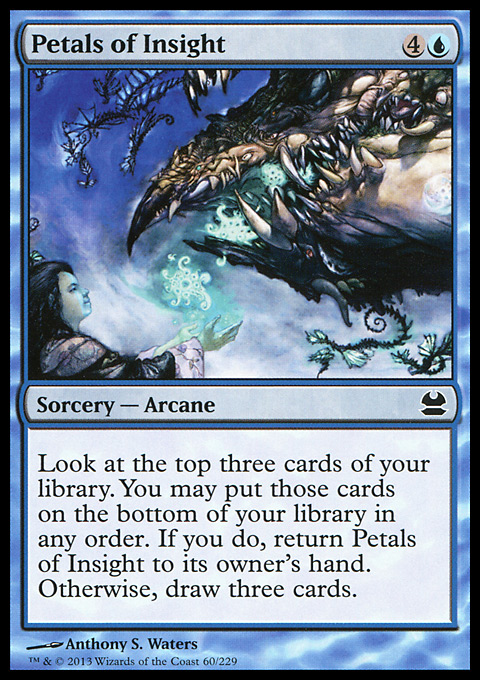 Petals of Insight 4
Sorcery — Arcane
Look at the top three cards of your
library. You may put those cards
on the bottom of your library in
any order. If you do, return Petals
of Insight to its owner's hand.
Otherwise, draw three cards.
Anthony S. Waters
™ & © 2013 Wizards of the Coast 60/229